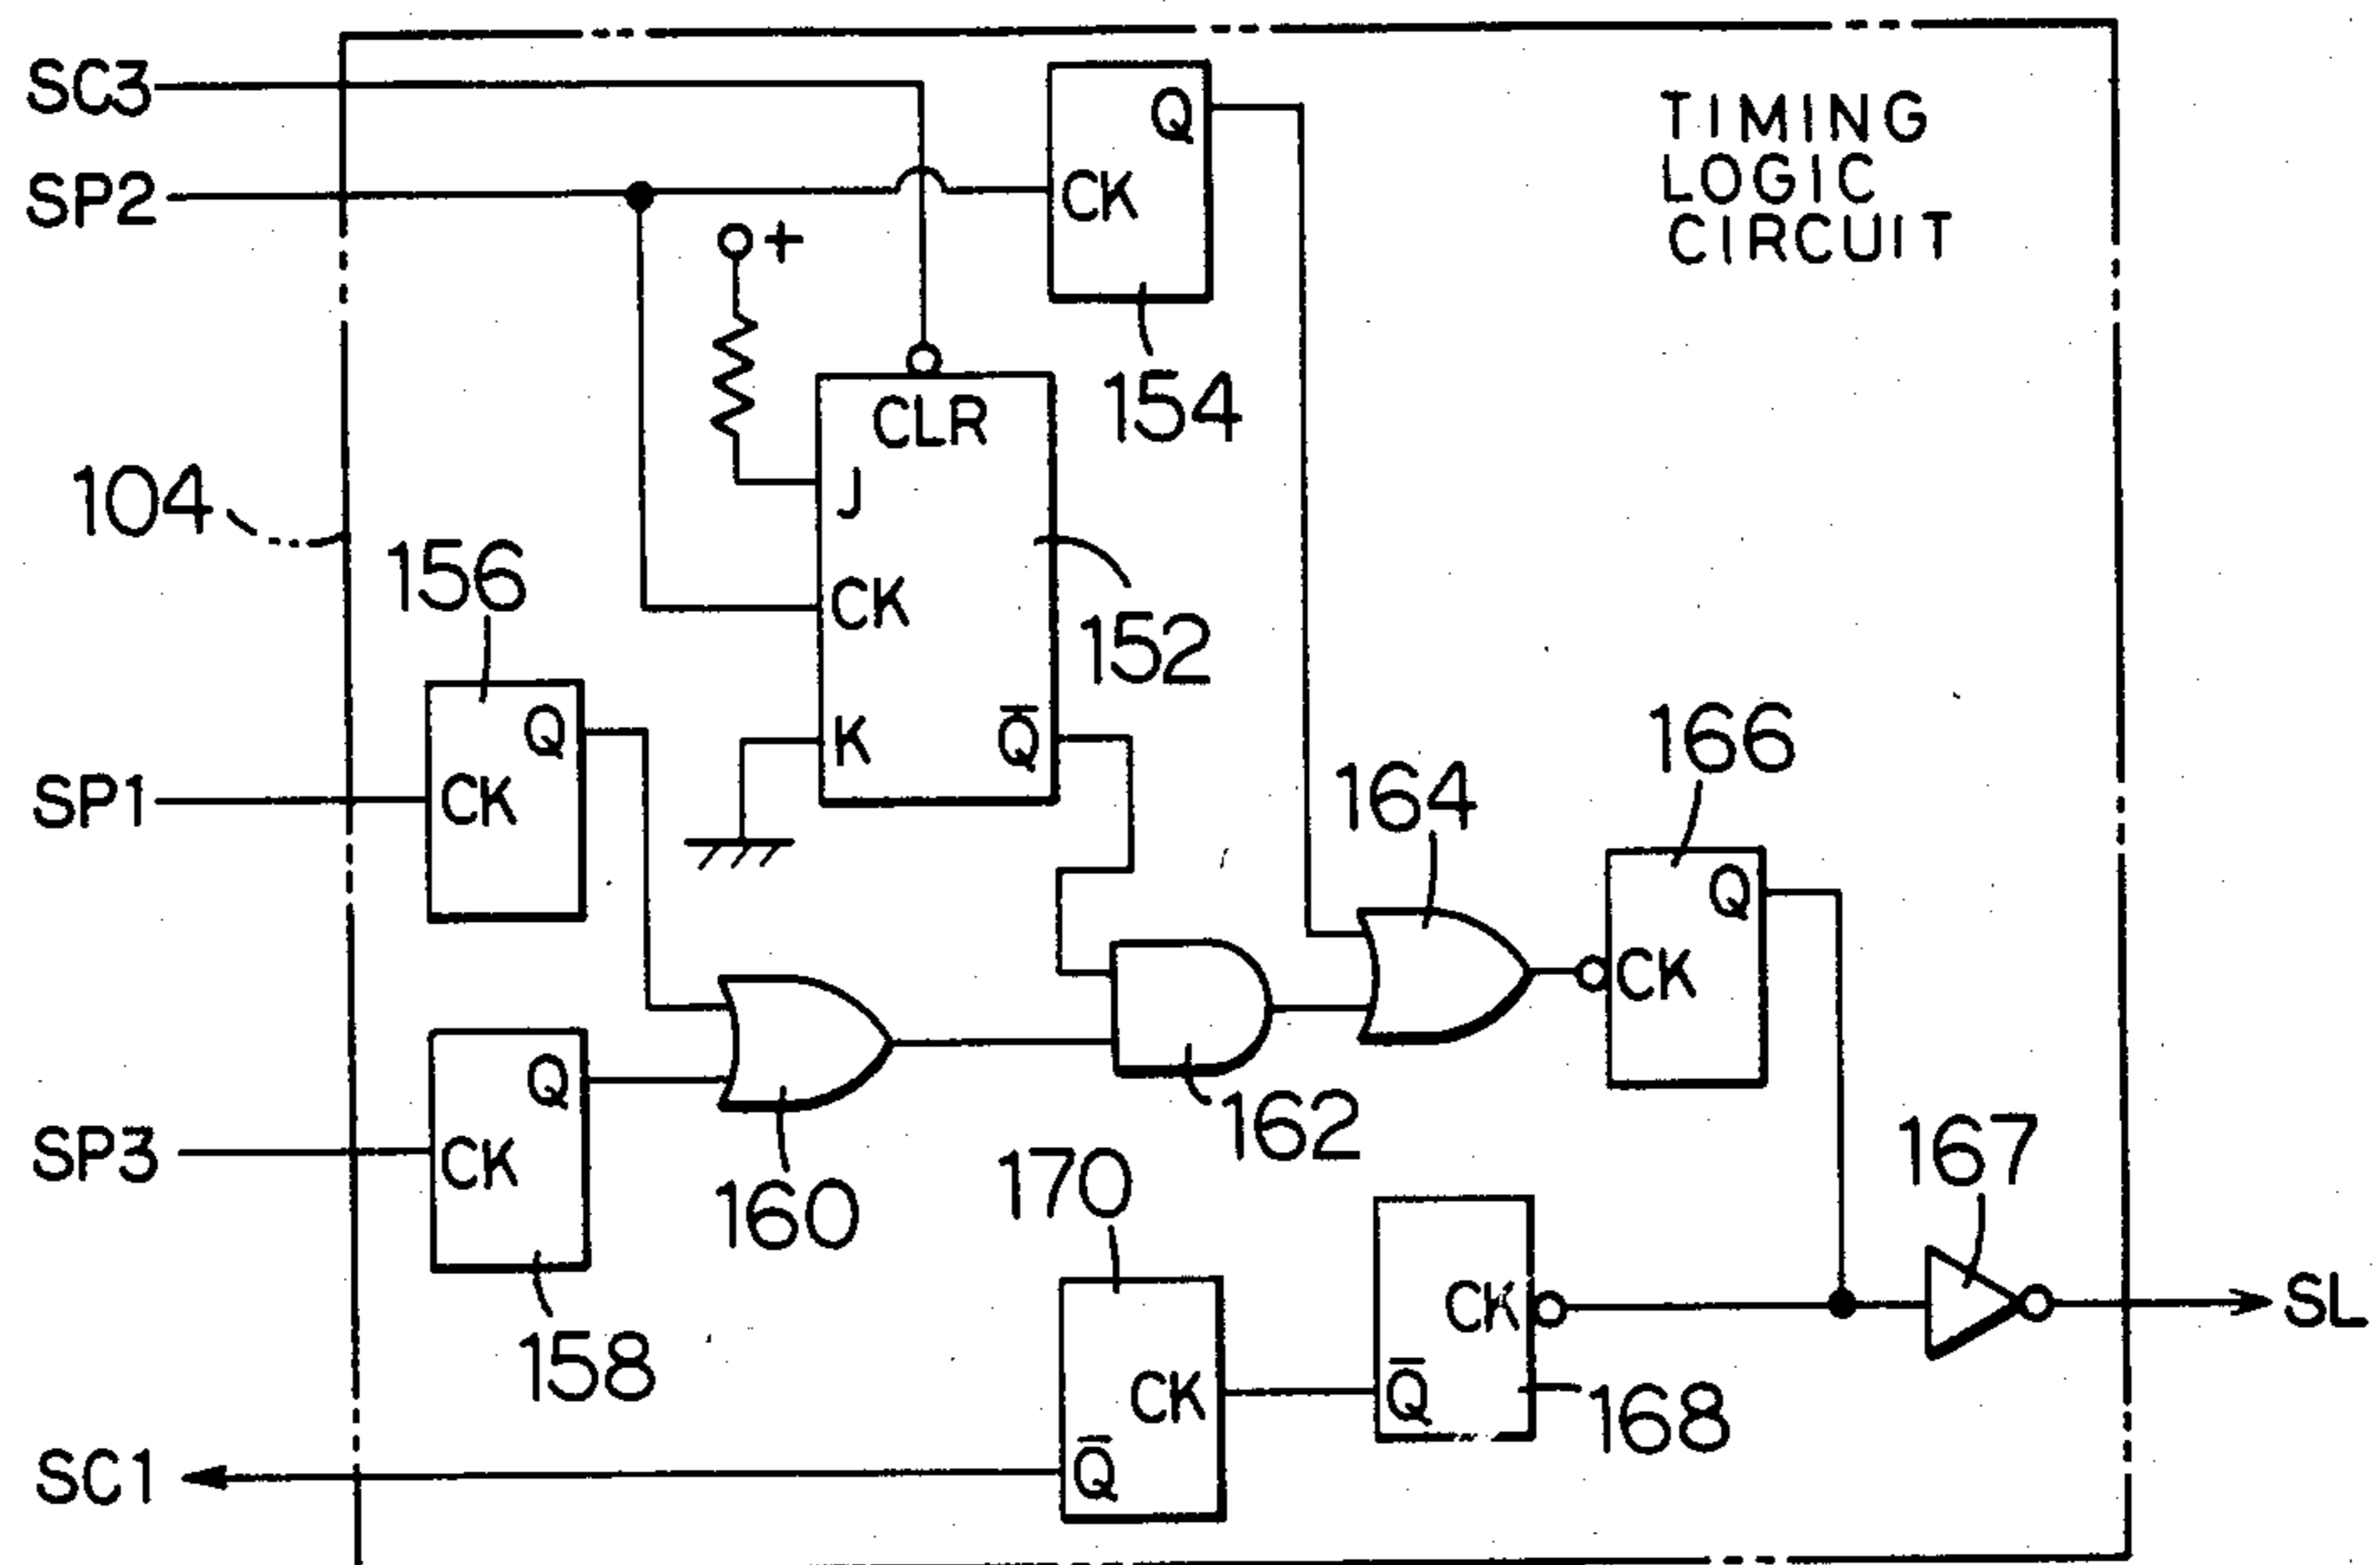 SC3
SP2
SP1
SP3
SC1
104
TIMING
LOGIC
CIRCUIT
Q
CK
154
+
CLR
J
CK
K
Q̅
152
156
Q
CK
Q
CK
158
160
162
164
166
Q
CK
167
SL
CK
Q̅
168
170
CK
Q̅